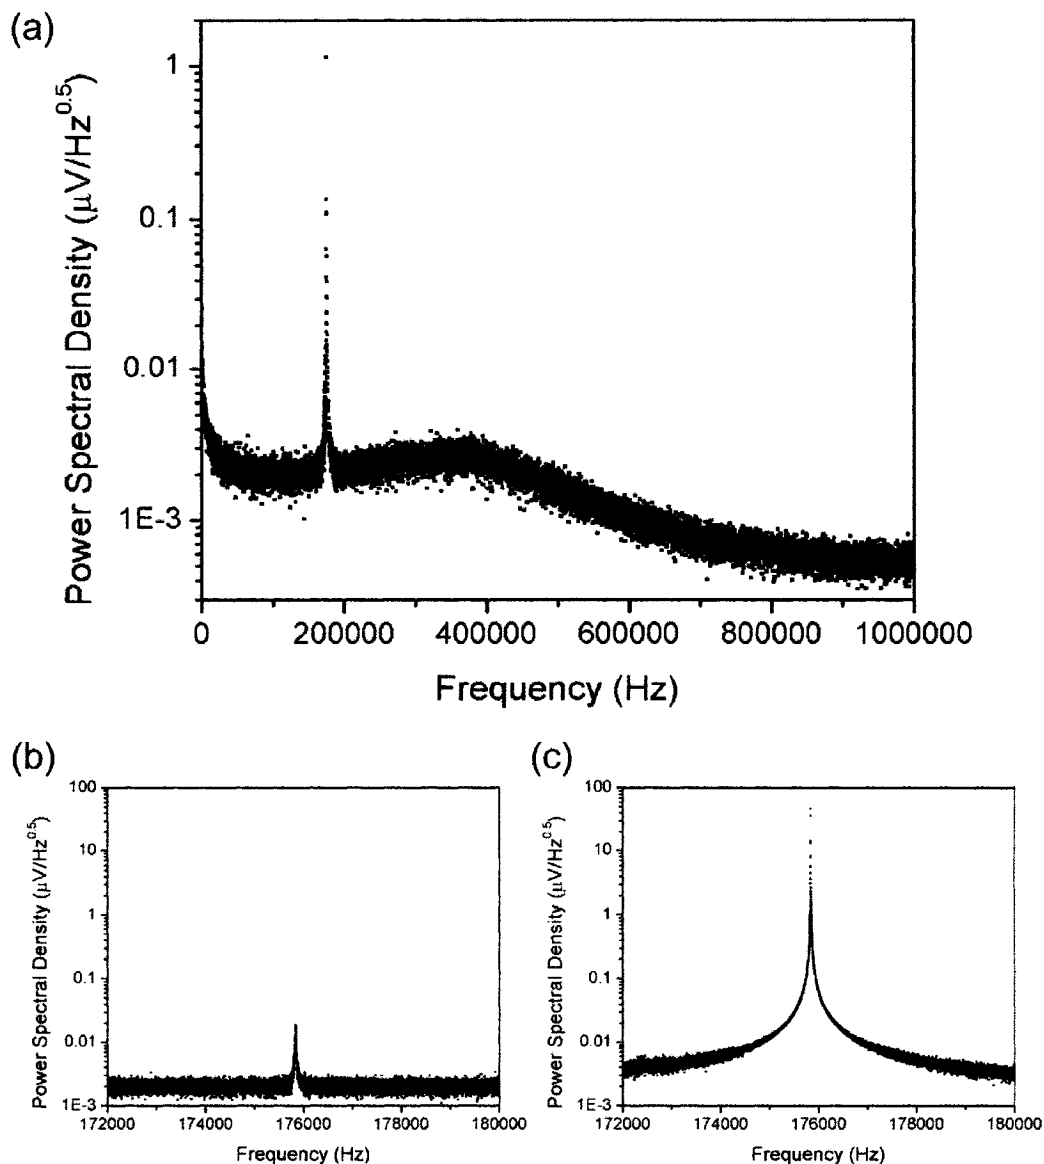 (a)
Power Spectral Density (μV/Hz^0.5)
1
0.1
0.01
1E-3
0 200000 400000 600000 800000 1000000
Frequency (Hz)
(b)
Power Spectral Density (μV/Hz^0.5)
100
10
1
0.1
0.01
1E-3
172000 174000 176000 178000 180000
Frequency (Hz)
(c)
Power Spectral Density (μV/Hz^0.5)
100
10
1
0.1
0.01
1E-3
172000 174000 176000 178000 180000
Frequency (Hz)